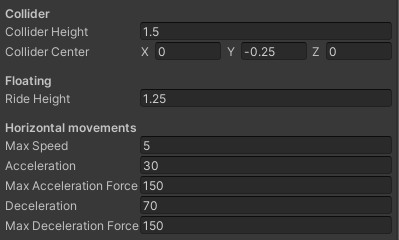 Collider
Collider Height 1.5
Collider Center X 0 Y -0.25 Z 0
Floating
Ride Height 1.25
Horizontal movements
Max Speed 5
Acceleration 30
Max Acceleration Force 150
Deceleration 70
Max Deceleration Force 150